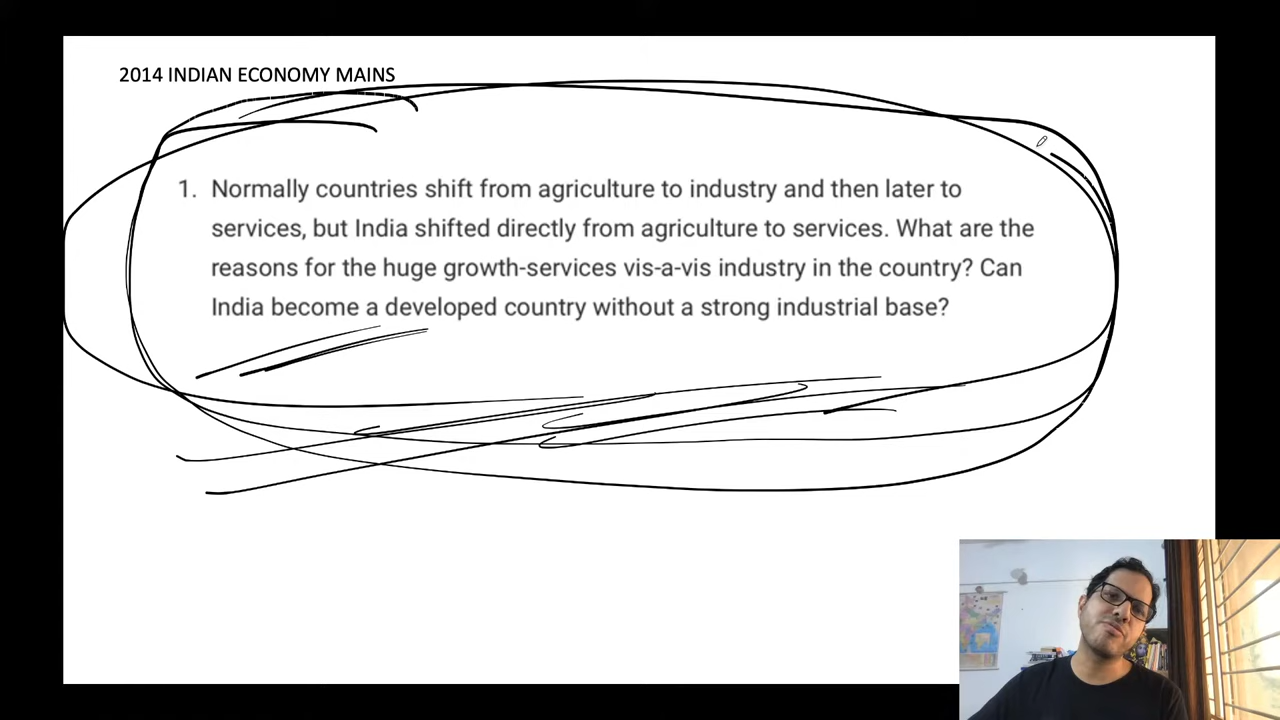 2014 INDIAN ECONOMY MAINS
1. Normally countries shift from agriculture to industry and then later to
services, but India shifted directly from agriculture to services. What are the
reasons for the huge growth-services vis-a-vis industry in the country? Can
India become a developed country without a strong industrial base?